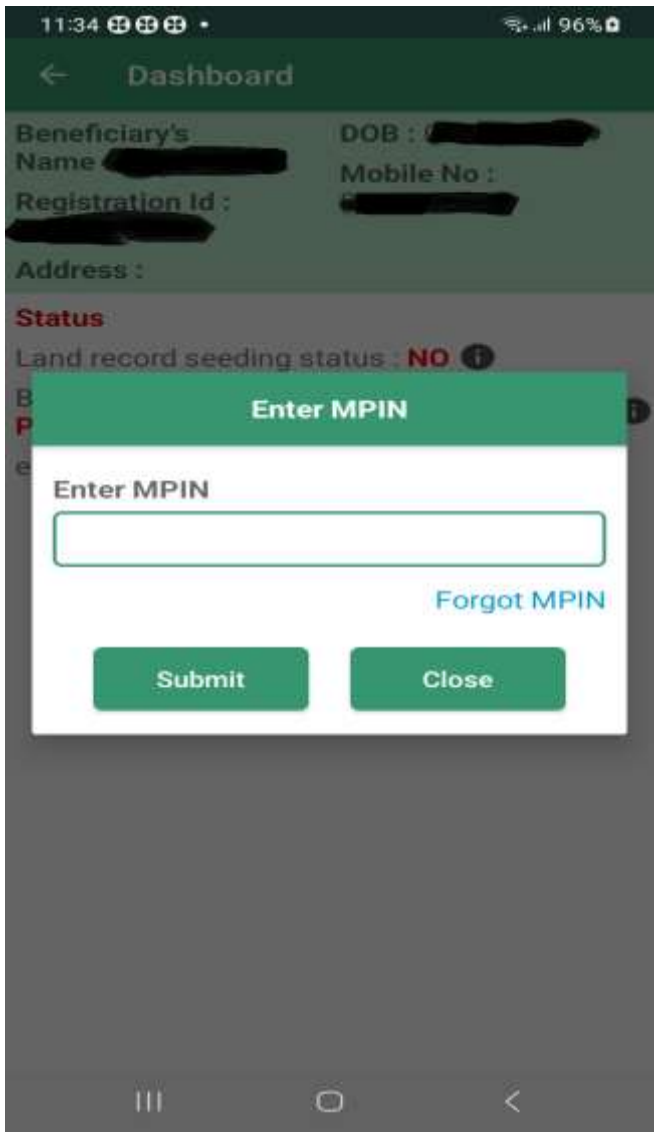 11:34 96%
Dashboard
Beneficiary's
Name
DOB :
Mobile No :
Registration Id :
Address :
Status
Land record seeding status : NO
B
P
e
Enter MPIN
Enter MPIN
Forgot MPIN
Submit Close